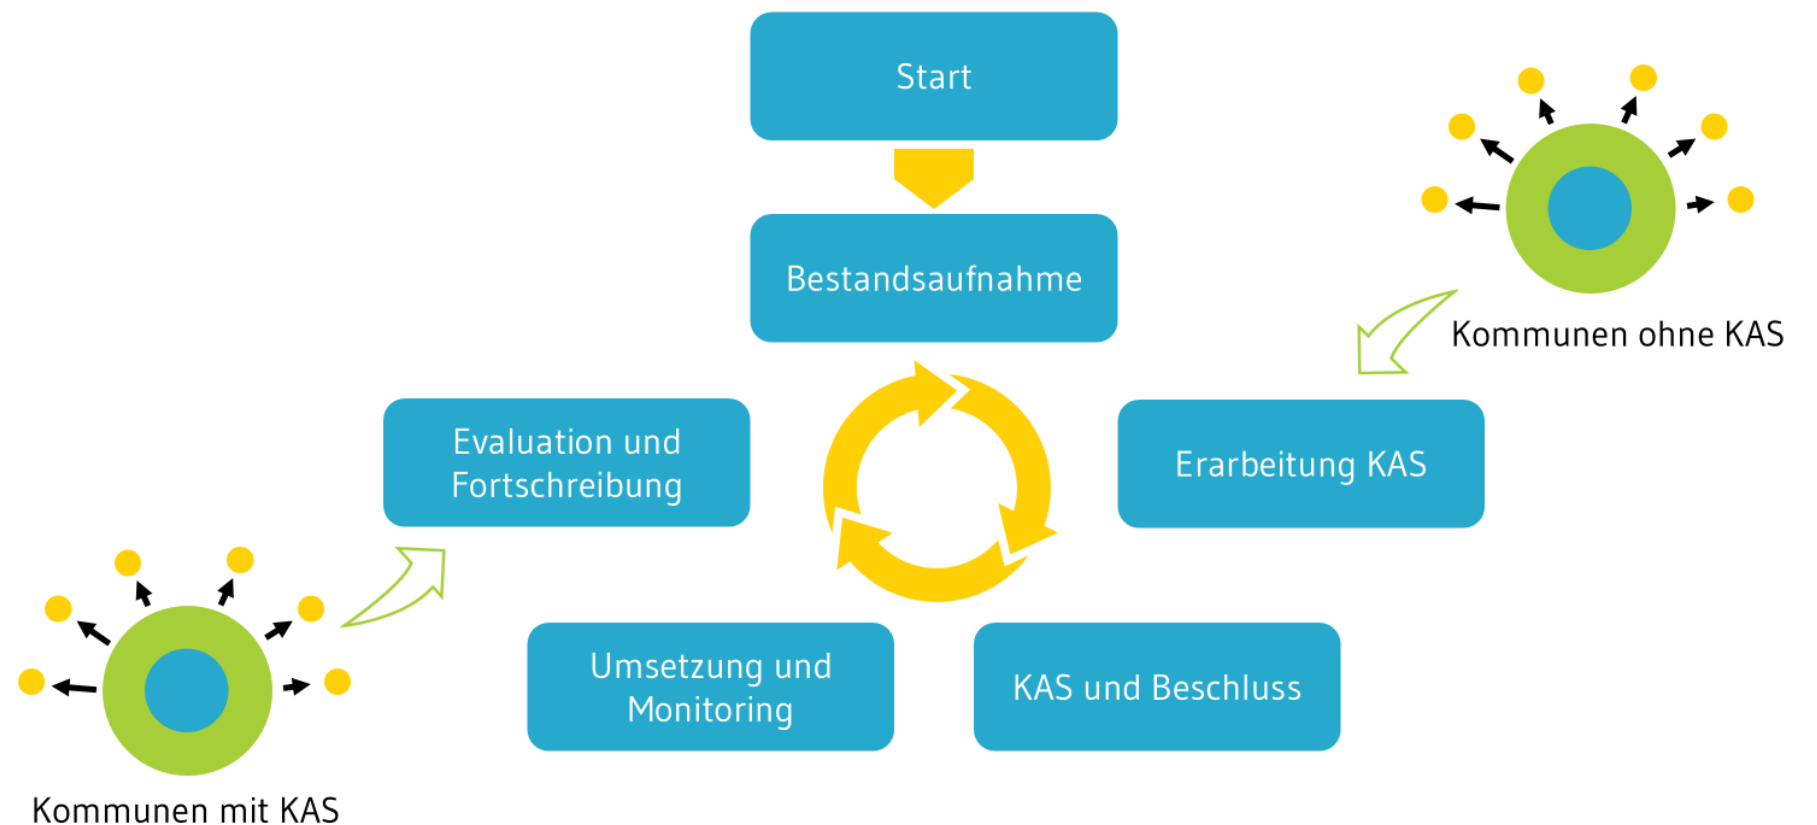 Start
Bestandsaufnahme
Kommunen ohne KAS
Evaluation und
Fortschreibung
Erarbeitung KAS
Umsetzung und
Monitoring
KAS und Beschluss
Kommunen mit KAS